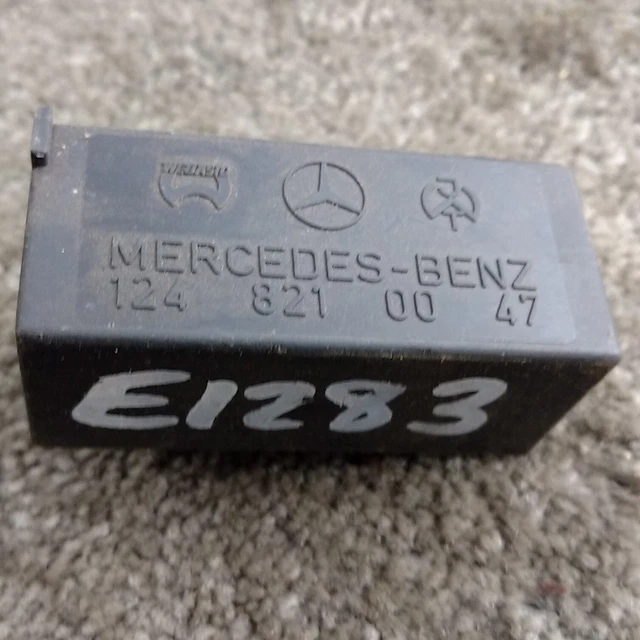 MERCEDES-BENZ
124 821 00 47
E1283